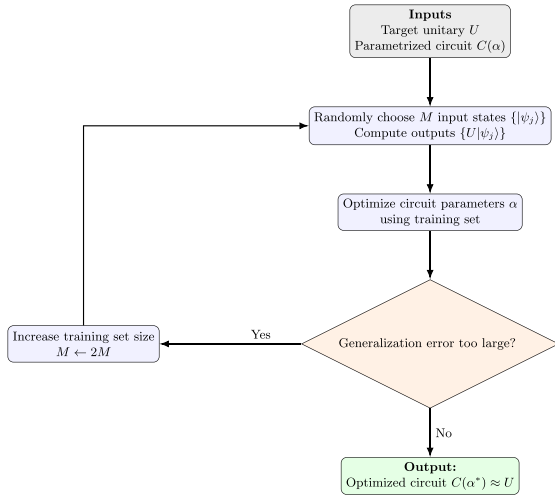 Inputs
Target unitary U
Parametrized circuit C(α)
Randomly choose M input states {|ψⱼ⟩}
Compute outputs {U|ψⱼ⟩}
Optimize circuit parameters α
using training set
Generalization error too large?
Yes
Increase training set size
M ← 2M
No
Output:
Optimized circuit C(α*) ≈ U